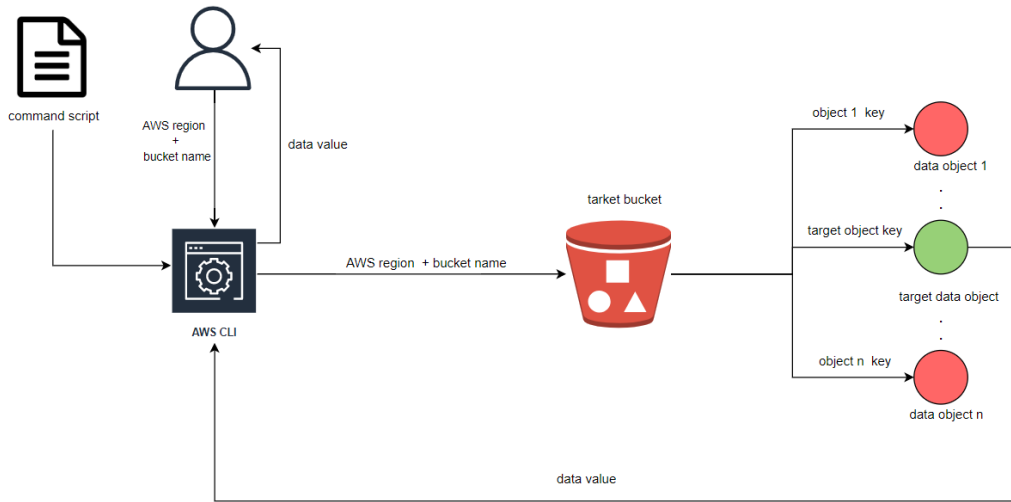 command script
AWS region
+
bucket name
data value
AWS CLI
AWS region + bucket name
tarket bucket
object 1 key
data object 1
target object key
target data object
object n key
data object n
data value